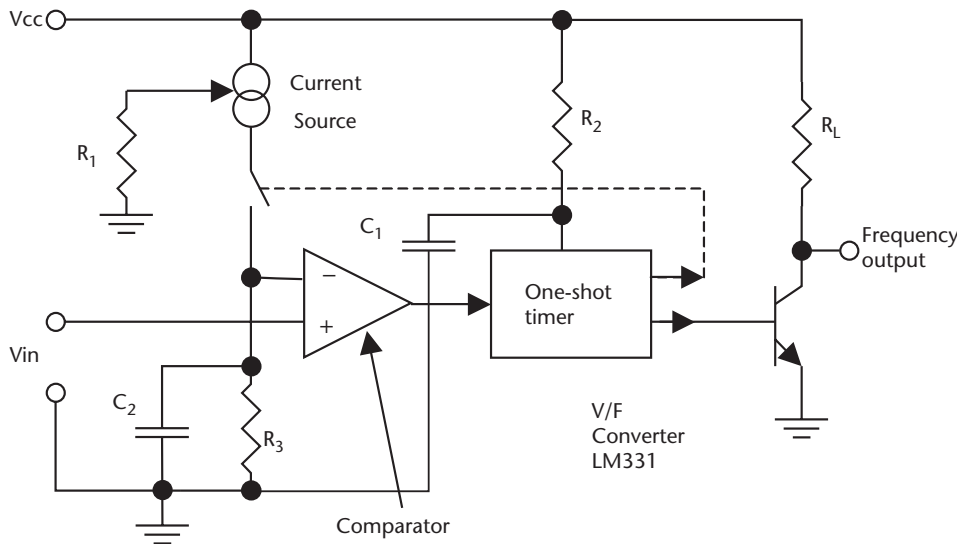 Vcc
Current
Source
R1
R2
RL
C1
Frequency
output
−
+
One-shot
timer
Vin
C2
R3
V/F
Converter
LM331
Comparator